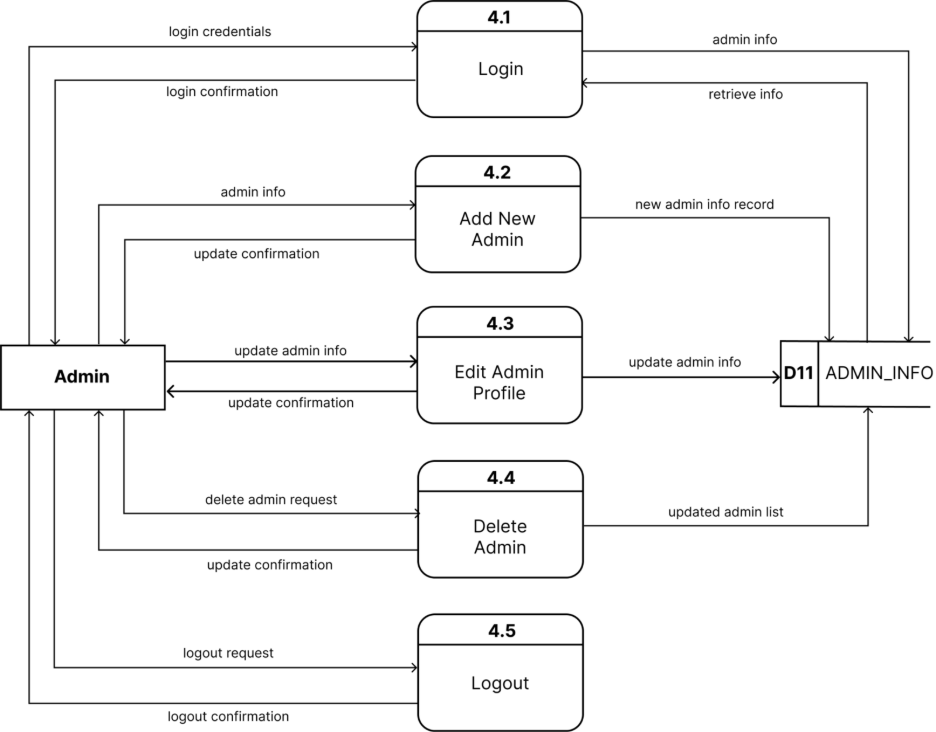 4.1
login credentials
Login
admin info
login confirmation
retrieve info
4.2
admin info
Add New
Admin
new admin info record
update confirmation
4.3
update admin info
Edit Admin
Profile
update admin info
Admin
D11
ADMIN_INFO
update confirmation
4.4
delete admin request
Delete
Admin
updated admin list
update confirmation
4.5
logout request
Logout
logout confirmation